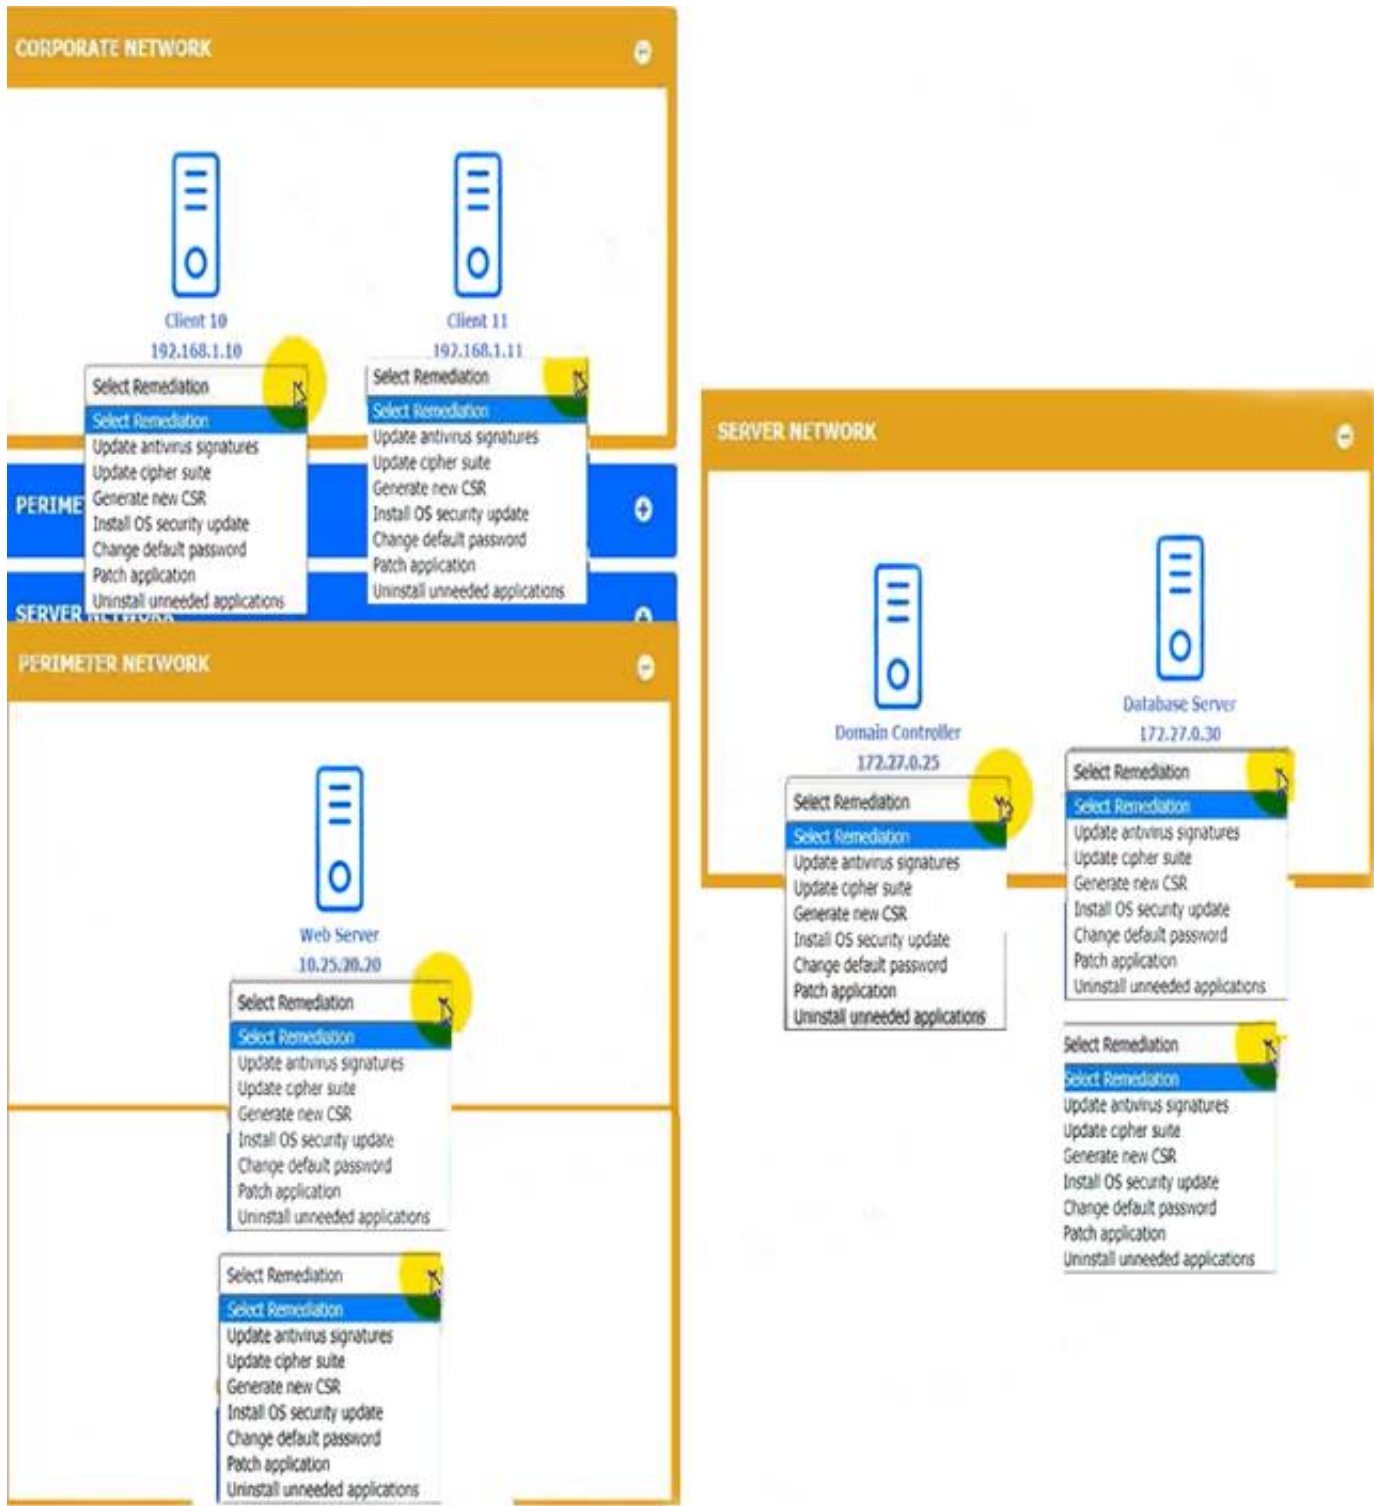 CORPORATE NETWORK
Client 10
192.168.1.10
Select Remediation
Select Remediation
Update antivirus signatures
Update cipher suite
Generate new CSR
Install OS security update
Change default password
Patch application
Uninstall unneeded applications
Client 11
192.168.1.11
Select Remediation
Select Remediation
Update antivirus signatures
Update cipher suite
Generate new CSR
Install OS security update
Change default password
Patch application
Uninstall unneeded applications
PERIME
SERVER NETWORK
PERIMETER NETWORK
Web Server
10.25.20.20
Select Remediation
Select Remediation
Update antivirus signatures
Update cipher suite
Generate new CSR
Install OS security update
Change default password
Patch application
Uninstall unneeded applications
Select Remediation
Select Remediation
Update antivirus signatures
Update cipher suite
Generate new CSR
Install OS security update
Change default password
Patch application
Uninstall unneeded applications
SERVER NETWORK
Domain Controller
172.27.0.25
Select Remediation
Select Remediation
Update antivirus signatures
Update cipher suite
Generate new CSR
Install OS security update
Change default password
Patch application
Uninstall unneeded applications
Database Server
172.27.0.30
Select Remediation
Select Remediation
Update antivirus signatures
Update cipher suite
Generate new CSR
Install OS security update
Change default password
Patch application
Uninstall unneeded applications
Select Remediation
Select Remediation
Update antivirus signatures
Update cipher suite
Generate new CSR
Install OS security update
Change default password
Patch application
Uninstall unneeded applications